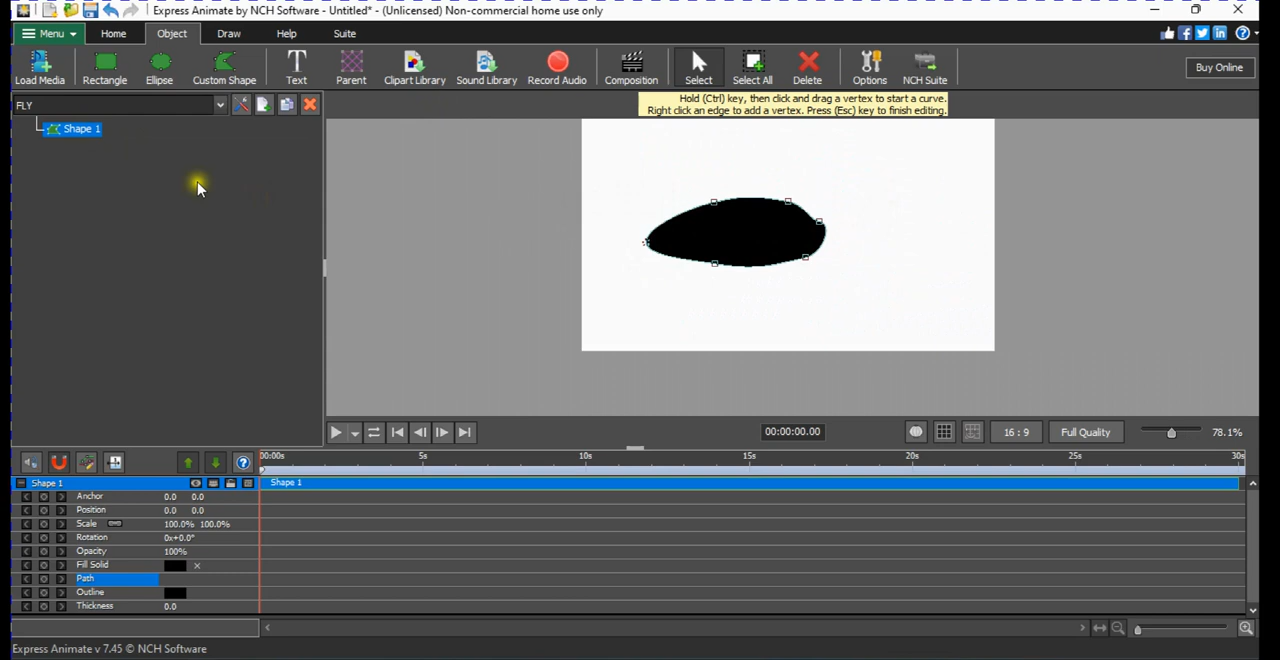 Express Animate by NCH Software - Untitled* - (Unlicensed) Non-commercial home use only
Menu Home Object Draw Help Suite
Load Media Rectangle Ellipse Custom Shape Text Parent Clipart Library Sound Library Record Audio Composition Select Select All Delete Options NCH Suite Buy Online
FLY
Hold (Ctrl) key, then click and drag a vertex to start a curve.
Right click an edge to add a vertex. Press (Esc) key to finish editing.
Shape 1
00:00:00.00 16 : 9 Full Quality 78.1%
00:00s 5s 10s 15s 20s 25s 30s
Shape 1 Shape 1
Anchor 0.0 0.0
Position 0.0 0.0
Scale 100.0% 100.0%
Rotation 0x+0.0°
Opacity 100%
Fill Solid
Path
Outline
Thickness 0.0
Express Animate v 7.45 © NCH Software